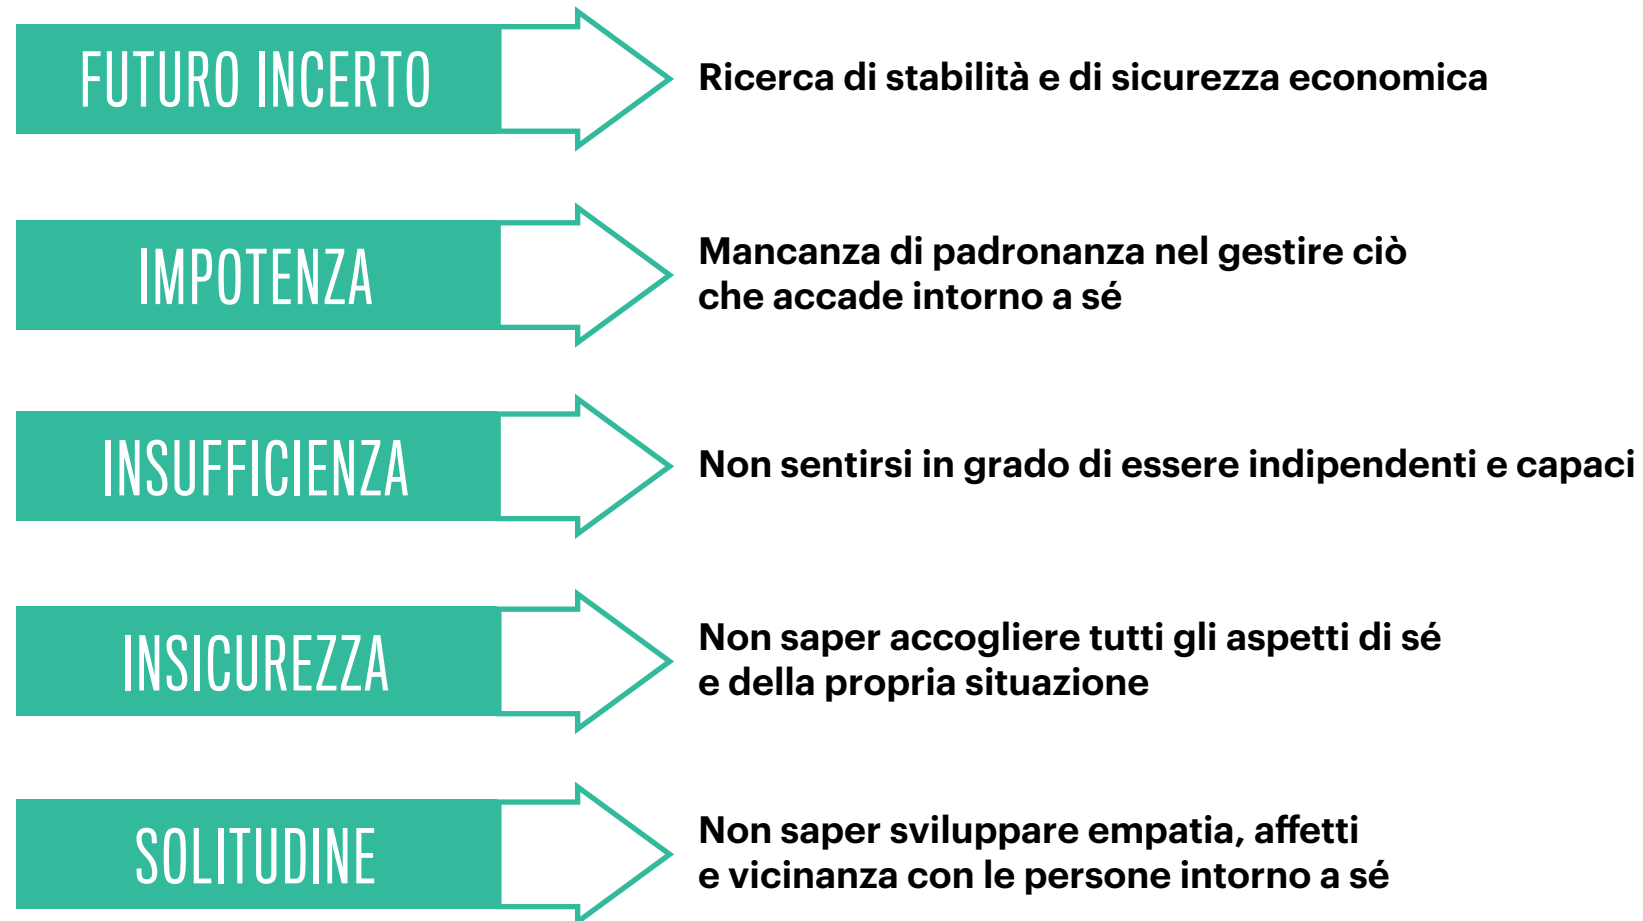 FUTURO INCERTO
Ricerca di stabilità e di sicurezza economica
IMPOTENZA
Mancanza di padronanza nel gestire ciò
che accade intorno a sé
INSUFFICIENZA
Non sentirsi in grado di essere indipendenti e capaci
INSICUREZZA
Non saper accogliere tutti gli aspetti di sé
e della propria situazione
SOLITUDINE
Non saper sviluppare empatia, affetti
e vicinanza con le persone intorno a sé